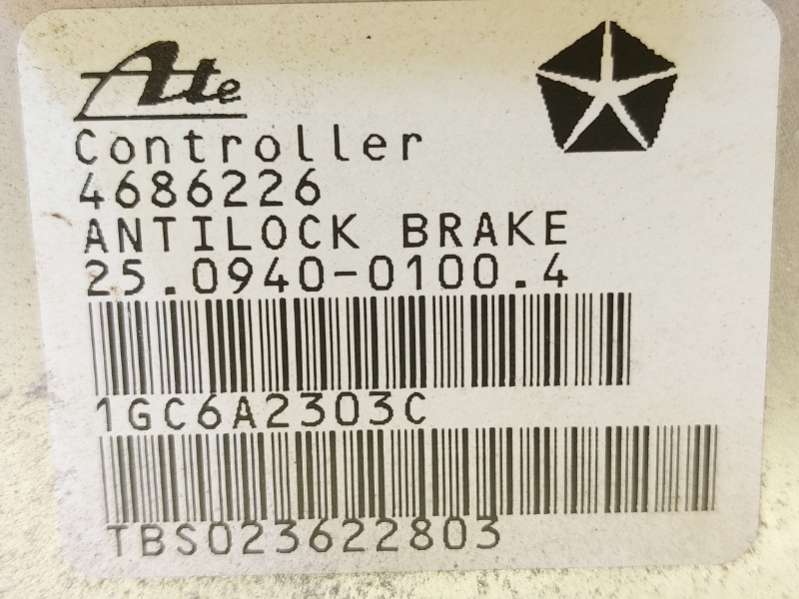 Ate
Controller
4686226
ANTILOCK BRAKE
25.0940-0100.4
1GC6A2303C
TBS023622803